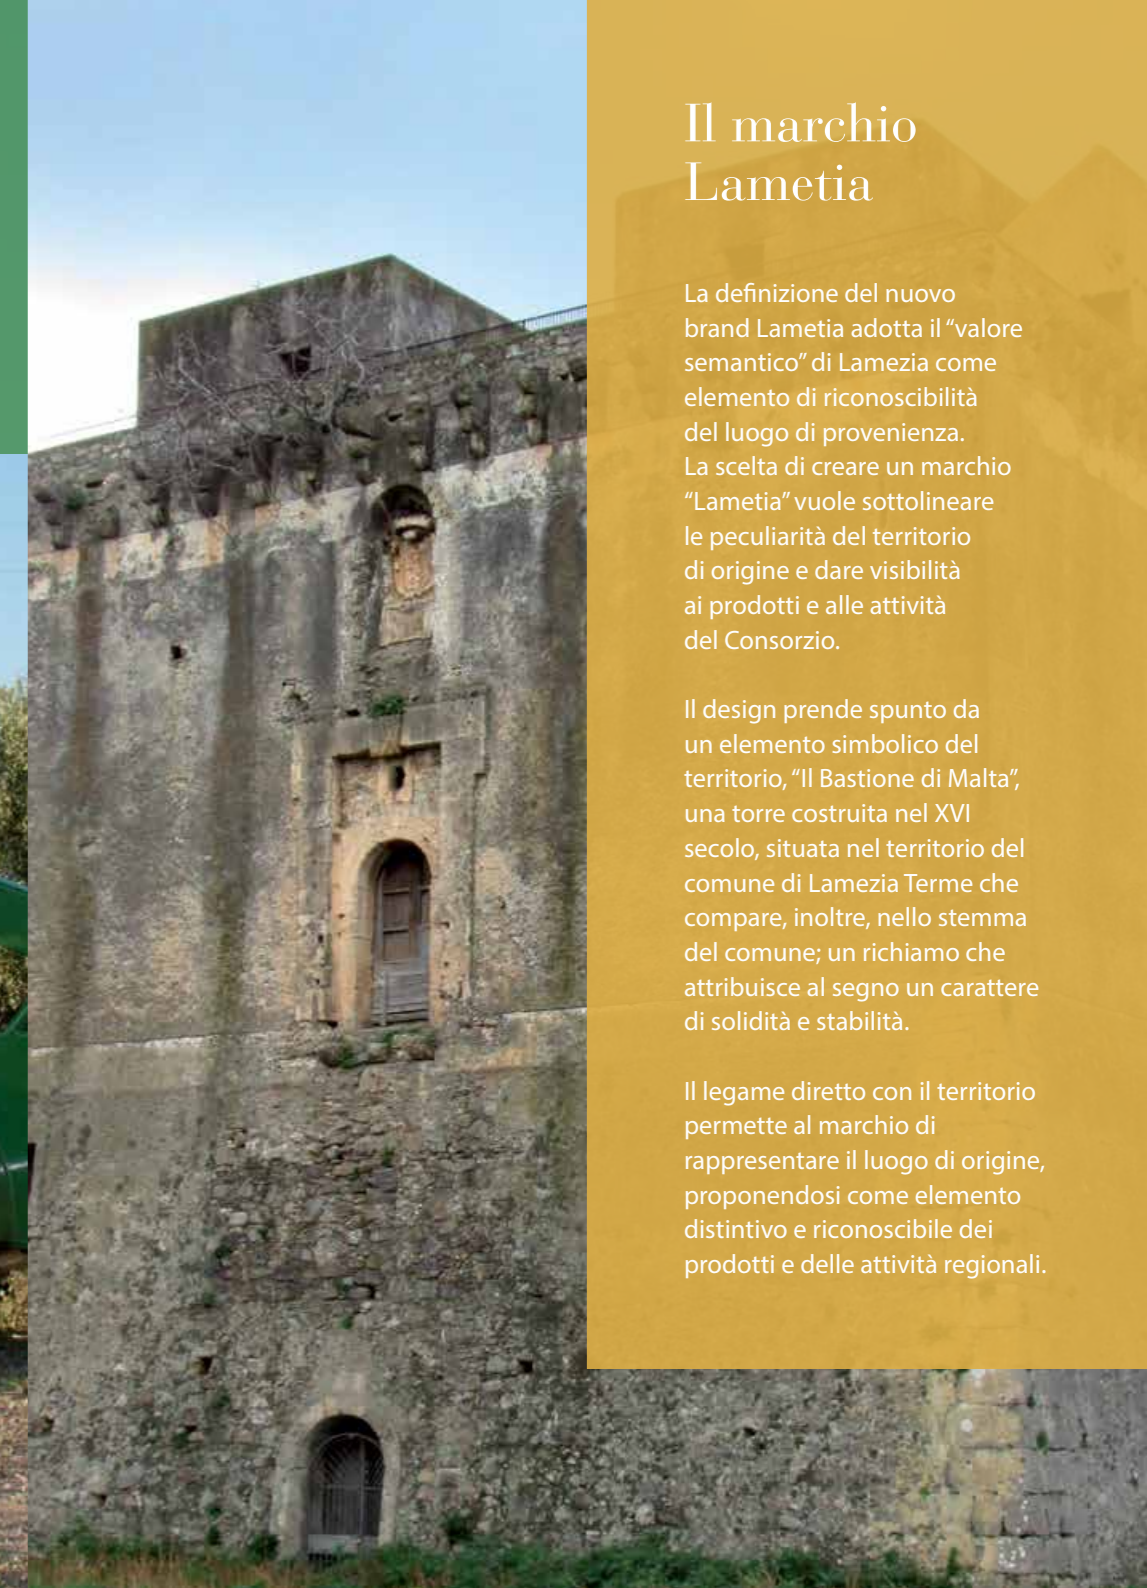 Il marchio
Lametia
La definizione del nuovo
brand Lametia adotta il “valore
semantico” di Lamezia come
elemento di riconoscibilità
del luogo di provenienza.
La scelta di creare un marchio
“Lametia” vuole sottolineare
le peculiarità del territorio
di origine e dare visibilità
ai prodotti e alle attività
del Consorzio.
Il design prende spunto da
un elemento simbolico del
territorio, “Il Bastione di Malta”,
una torre costruita nel XVI
secolo, situata nel territorio del
comune di Lamezia Terme che
compare, inoltre, nello stemma
del comune; un richiamo che
attribuisce al segno un carattere
di solidità e stabilità.
Il legame diretto con il territorio
permette al marchio di
rappresentare il luogo di origine,
proponendosi come elemento
distintivo e riconoscibile dei
prodotti e delle attività regionali.